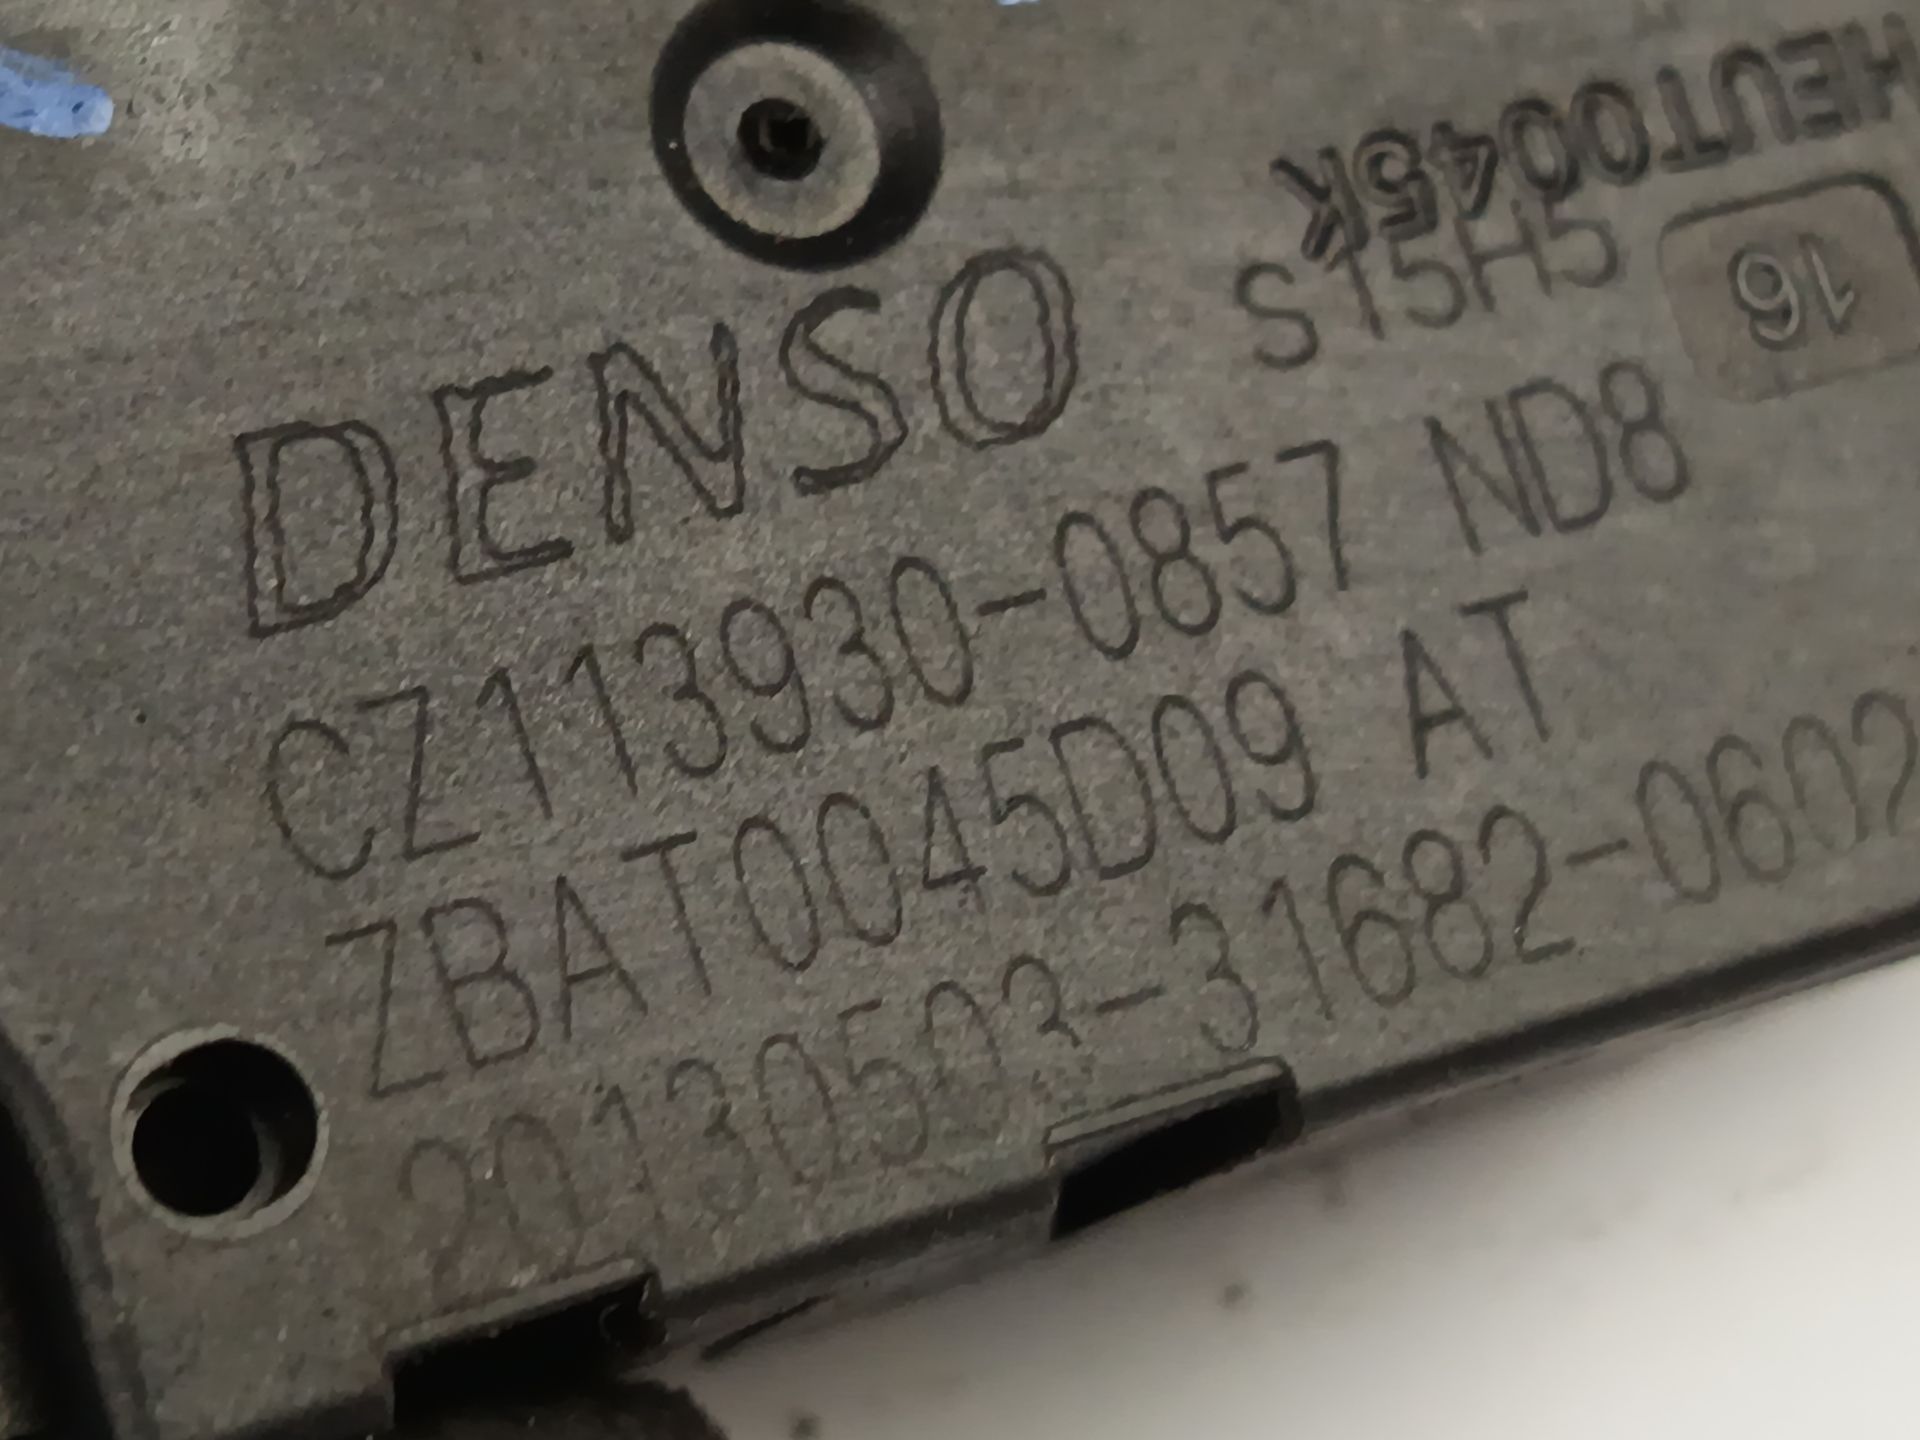 HEUT0045K
S15H5
16
DENSO
CZ113930-0857 ND8
ZBAT0045D09 AT
20130503-31682-0602